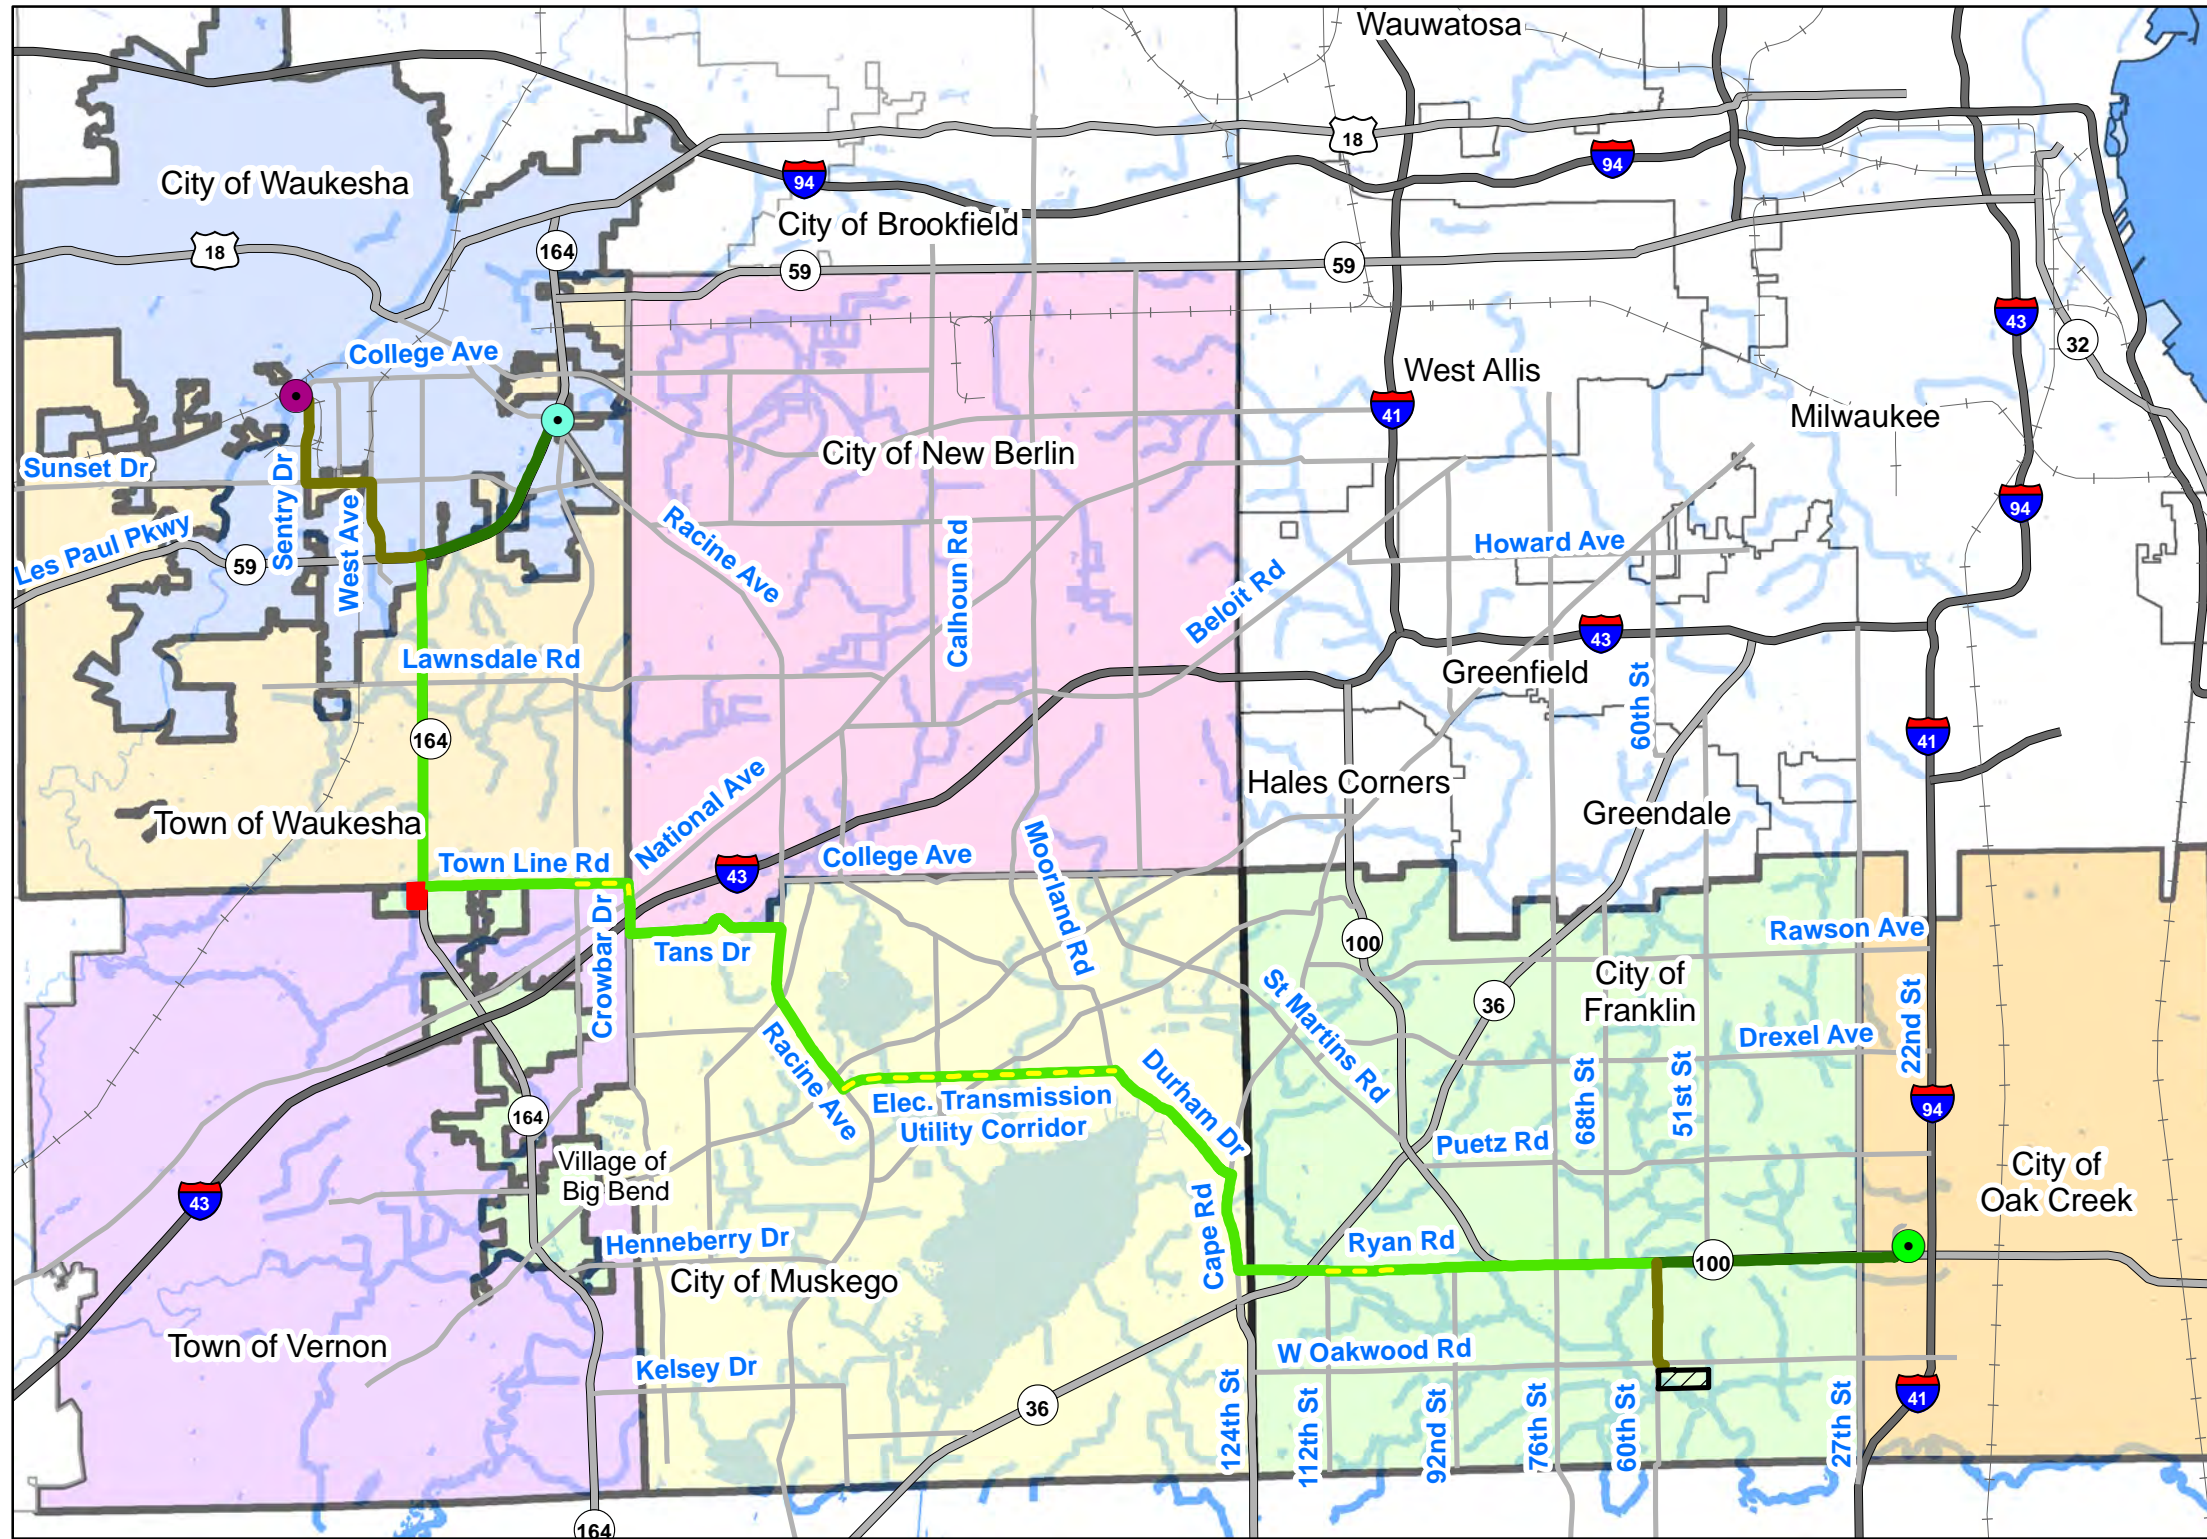 Wauwatosa
18
94
94
City of Waukesha
City of Brookfield
18
164
59
59
43
32
College Ave
West Allis
41
Milwaukee
Sunset Dr
Sentry Dr
City of New Berlin
94
Les Paul Pkwy
59
West Ave
Racine Ave
Calhoun Rd
Beloit Rd
Howard Ave
43
Lawnsdale Rd
Greenfield
60th St
164
41
National Ave
Hales Corners
Greendale
Town of Waukesha
Town Line Rd
43
College Ave
Moorland Rd
Crowbar Dr
Tans Dr
100
St Martins Rd
Rawson Ave
City of
Franklin
36
22nd St
Racine Ave
Drexel Ave
Elec. Transmission
Utility Corridor
Durham Dr
68th St
51st St
94
164
Puetz Rd
Village of
Big Bend
City of
Oak Creek
43
Cape Rd
Henneberry Dr
Ryan Rd
100
City of Muskego
Town of Vernon
W Oakwood Rd
Kelsey Dr
36
41
124th St
112th St
92nd St
76th St
60th St
27th St
164